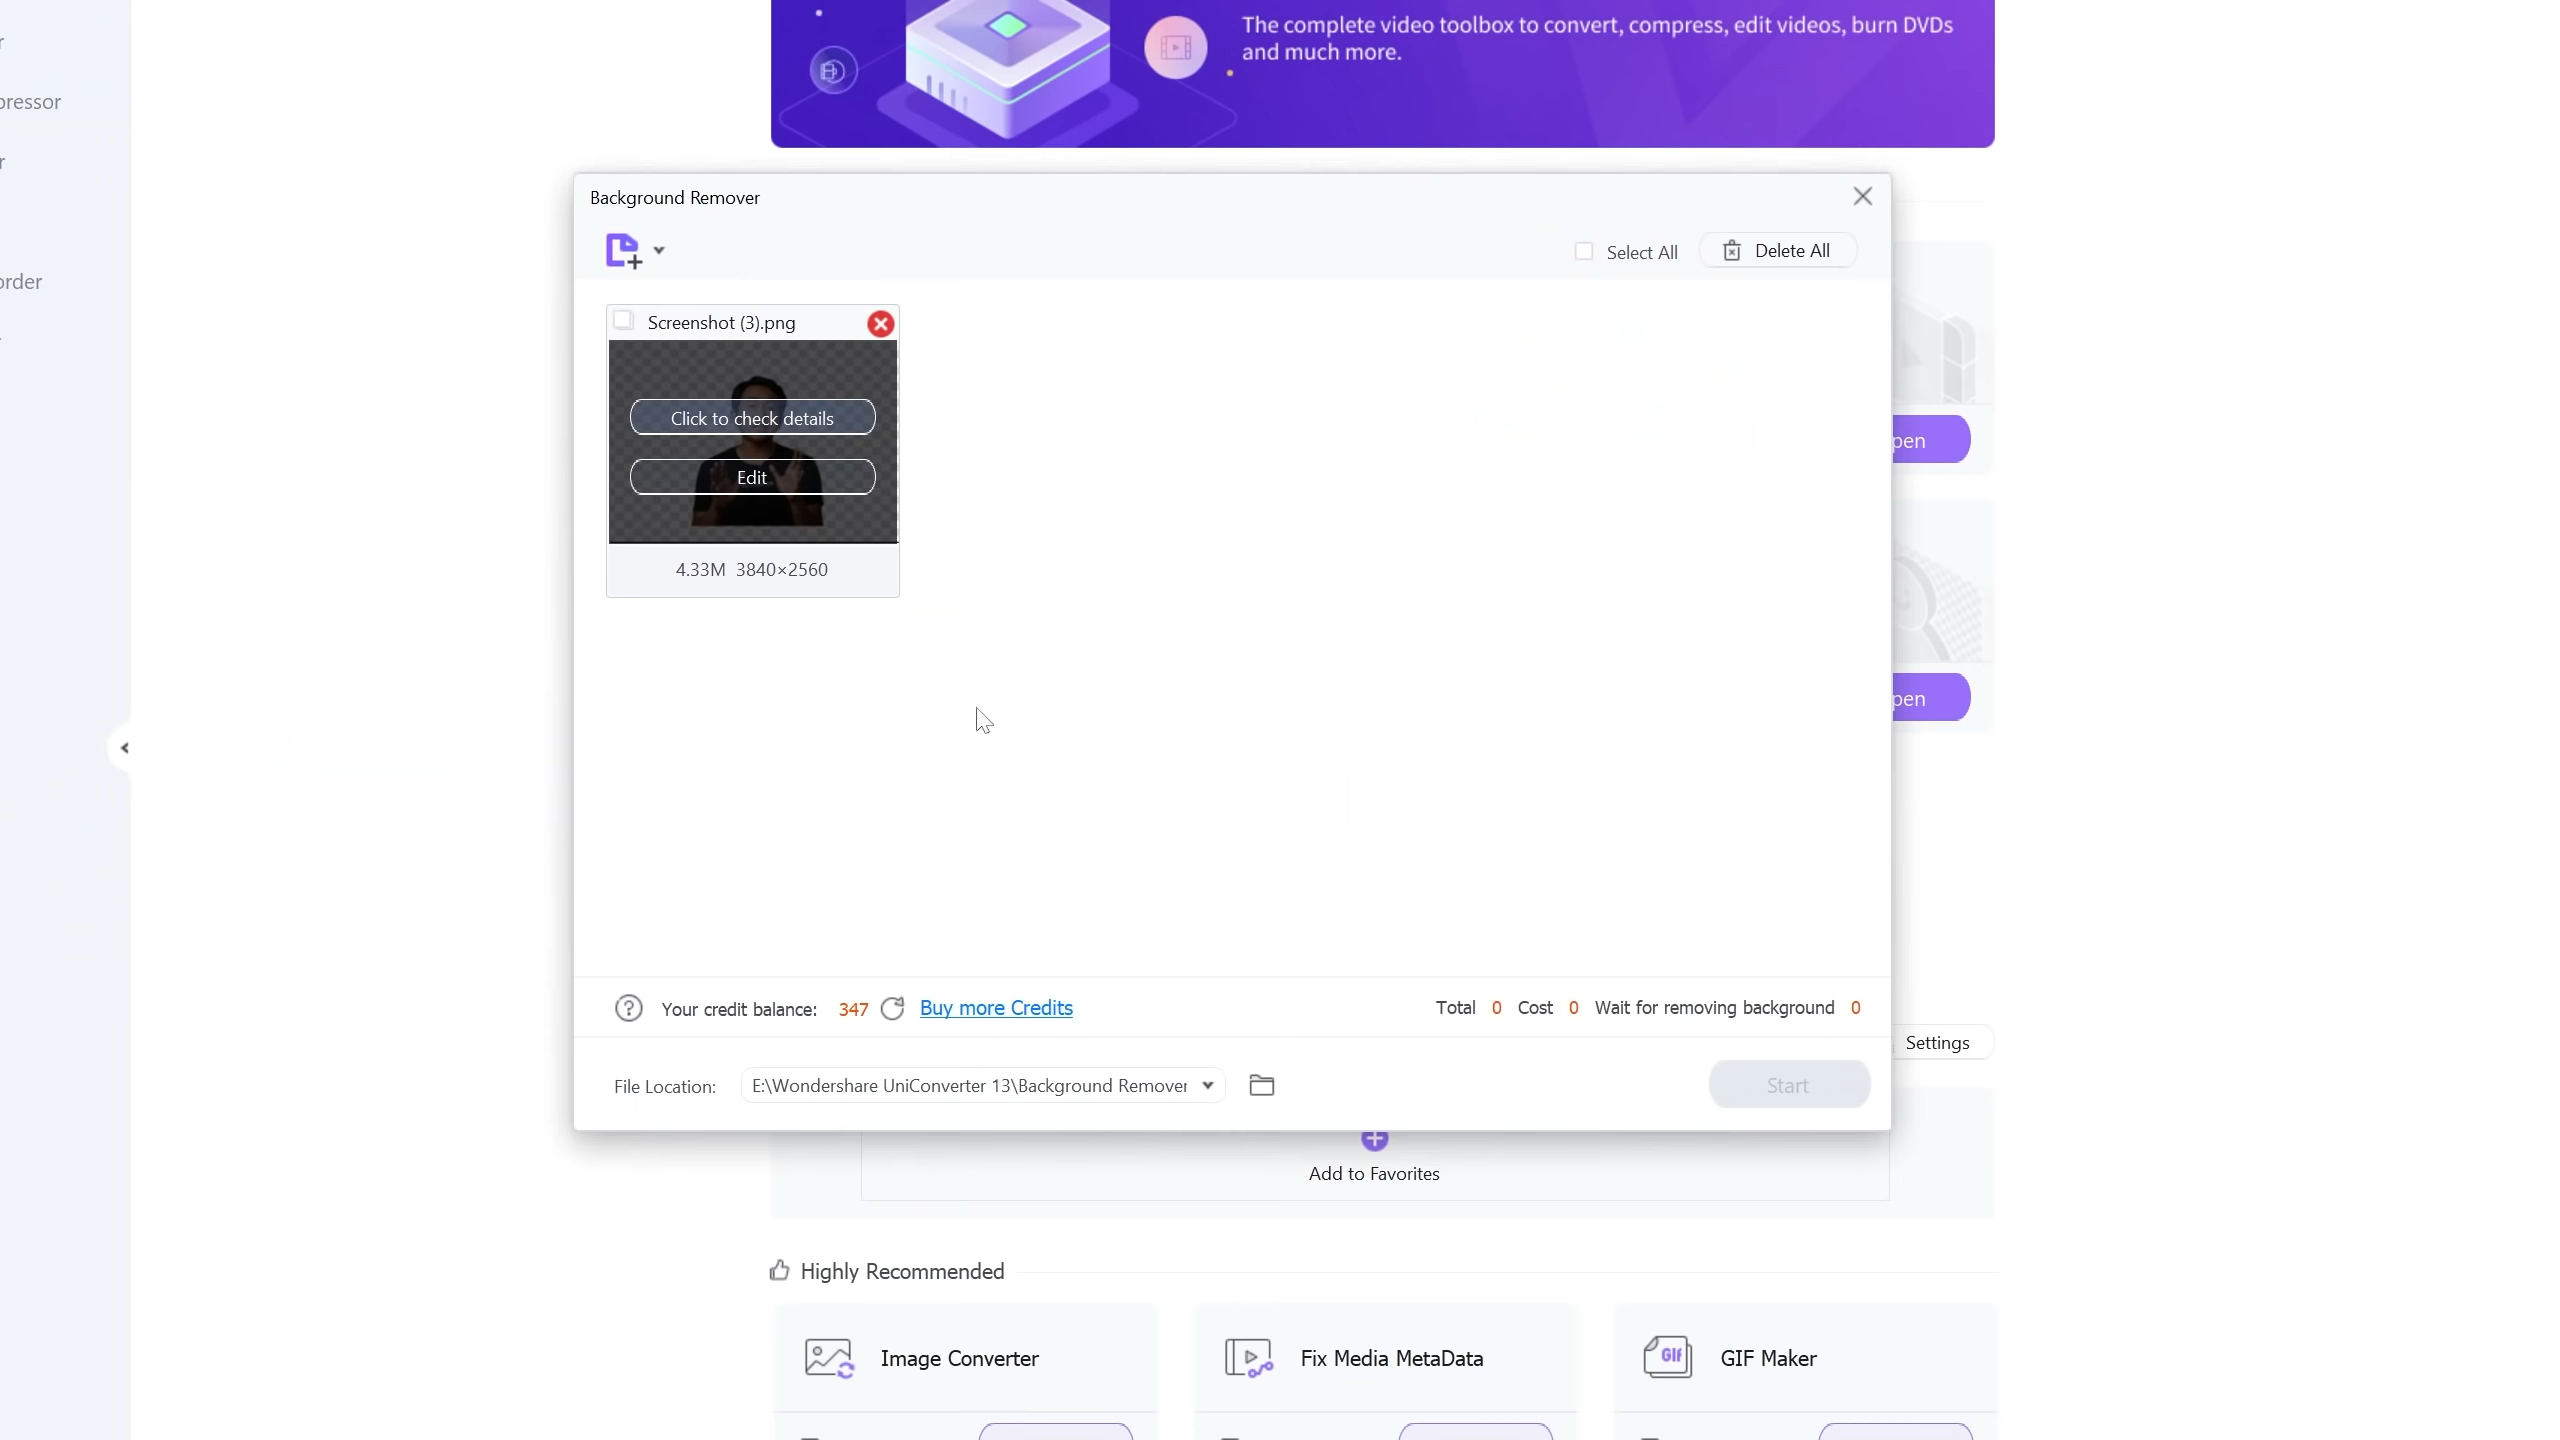 The complete video toolbox to convert, compress, edit videos, burn DVDs
and much more.
pressor
order
Background Remover
Select All
Delete All
Screenshot (3).png
Click to check details
Edit
4.33M 3840×2560
pen
pen
Your credit balance: 347 Buy more Credits
Total 0 Cost 0 Wait for removing background 0
Settings
File Location: E:\Wondershare UniConverter 13\Background Remover
Start
Add to Favorites
Highly Recommended
Image Converter
Fix Media MetaData
GIF
GIF Maker